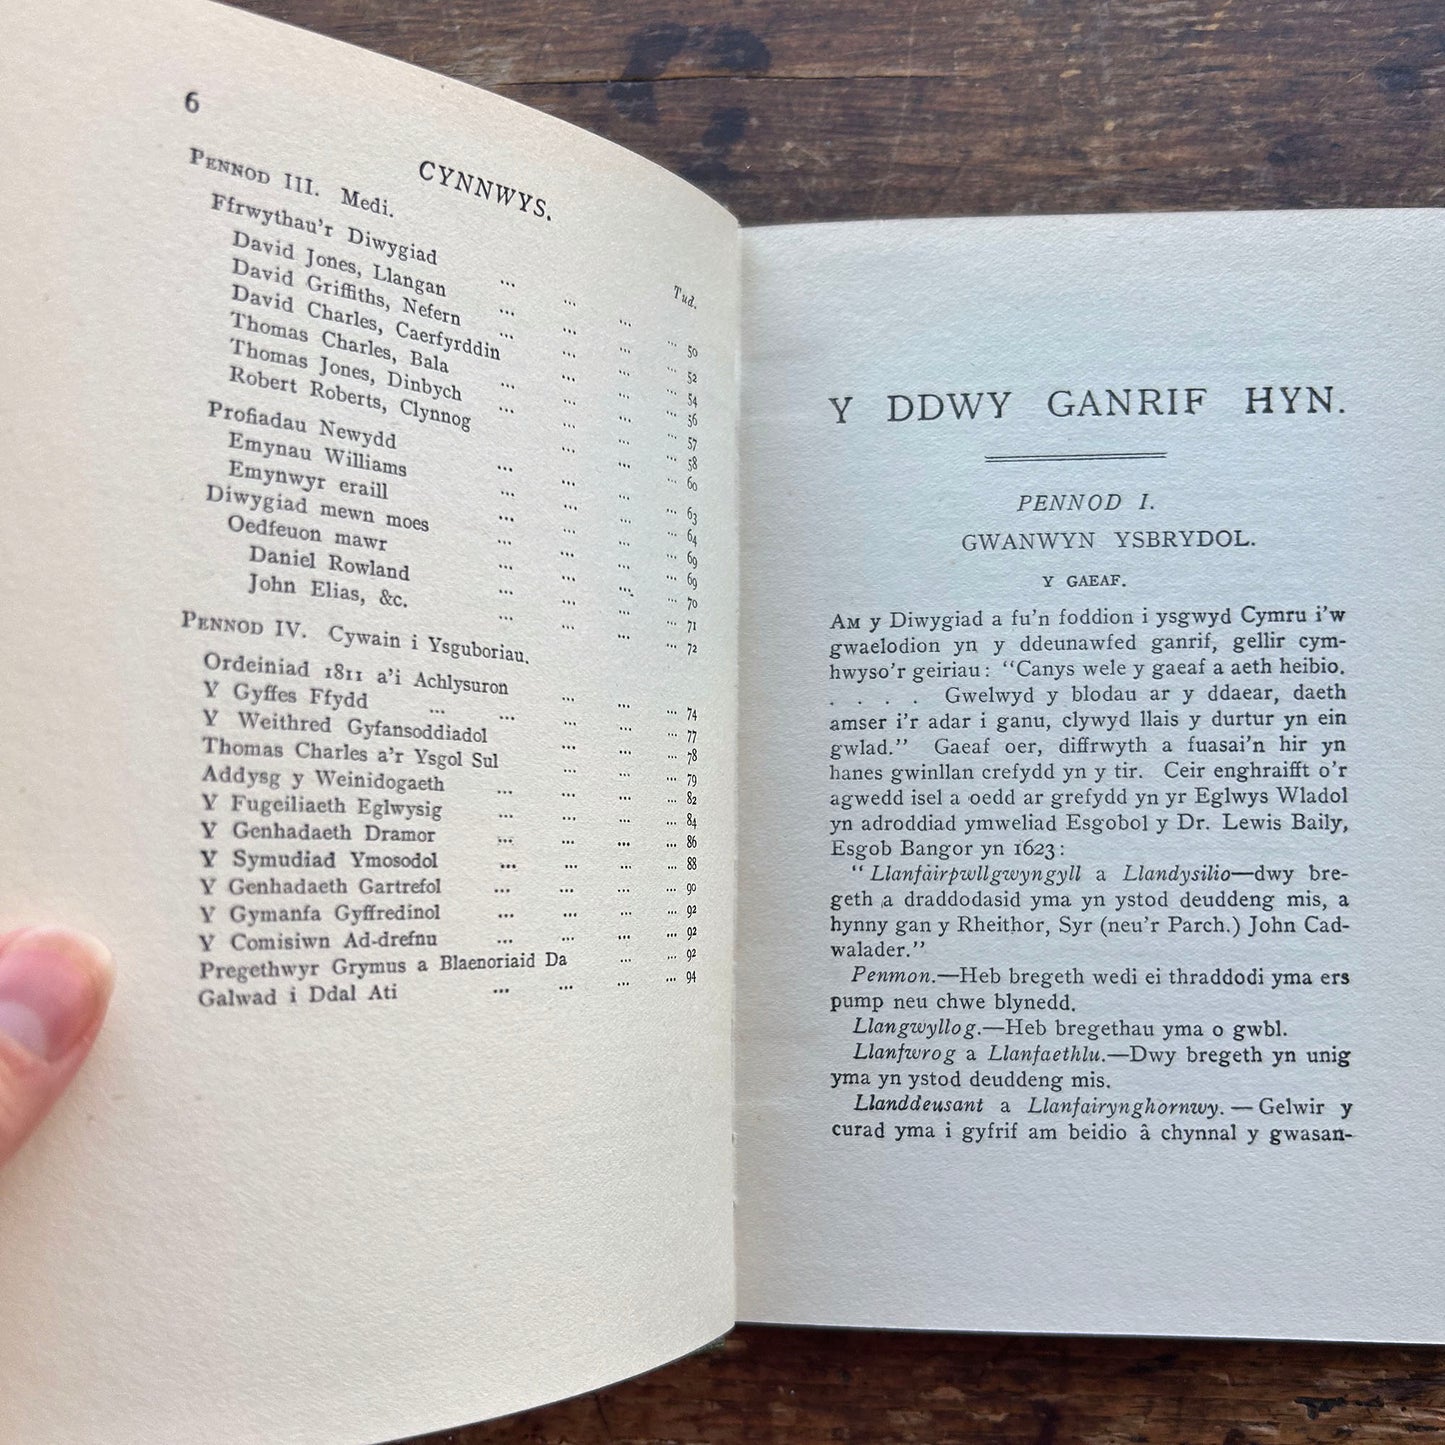 6
CYNNWYS.
Tud.
PENNOD III. Medi.
Ffrwythau'r Diwygiad ... ... ... ... 50
David Jones, Llangan ... ... ... ... 52
David Griffiths, Nefern ... ... ... ... 54
David Charles, Caerfyrddin ... ... ... 56
Thomas Charles, Bala ... ... ... ... 57
Thomas Jones, Dinbych ... ... ... ... 58
Robert Roberts, Clynnog ... ... ... 60
Profiadau Newydd ... ... ... ... 63
Emynau Williams ... ... ... ... 64
Emynwyr eraill ... ... ... ... 69
Diwygiad mewn moes ... ... ... ... 69
Oedfeuon mawr ... ... ... ... 70
Daniel Rowland ... ... ... ... 71
John Elias, &c. ... ... ... ... 72
PENNOD IV. Cywain i Ysguboriau.
Ordeiniad 1811 a'i Achlysuron ... ... ... 74
Y Gyffes Ffydd ... ... ... ... ... 77
Y Weithred Gyfansoddiadol ... ... ... 78
Thomas Charles a'r Ysgol Sul ... ... ... 79
Addysg y Weinidogaeth ... ... ... ... 82
Y Fugeiliaeth Eglwysig ... ... ... ... 84
Y Genhadaeth Dramor ... ... ... ... 86
Y Symudiad Ymosodol ... ... ... ... 88
Y Genhadaeth Gartrefol ... ... ... ... 90
Y Gymanfa Gyffredinol ... ... ... ... 92
Y Comisiwn Ad-drefnu ... ... ... ... 92
Pregethwyr Grymus a Blaenoriaid Da ... ... 92
Galwad i Ddal Ati ... ... ... ... 94
Y DDWY GANRIF HYN.
PENNOD I.
GWANWYN YSBRYDOL.
Y GAEAF.
AM y Diwygiad a fu'n foddion i ysgwyd Cymru i'w
gwaelodion yn y ddeunawfed ganrif, gellir cym-
hwyso'r geiriau: "Canys wele y gaeaf a aeth heibio.
. . . . Gwelwyd y blodau ar y ddaear, daeth
amser i'r adar i ganu, clywyd llais y durtur yn ein
gwlad." Gaeaf oer, diffrwyth a fuasai'n hir yn
hanes gwinllan crefydd yn y tir. Ceir enghraifft o'r
agwedd isel a oedd ar grefydd yn yr Eglwys Wladol
yn adroddiad ymweliad Esgobol y Dr. Lewis Baily,
Esgob Bangor yn 1623:
"Llanfairpwllgwyngyll a Llandysilio—dwy bre-
geth a draddodasid yma yn ystod deuddeng mis, a
hynny gan y Rheithor, Syr (neu'r Parch.) John Cad-
walader."
Penmon.—Heb bregeth wedi ei thraddodi yma ers
pump neu chwe blynedd.
Llangwyllog.—Heb bregethau yma o gwbl.
Llanfwrog a Llanfaethlu.—Dwy bregeth yn unig
yma yn ystod deuddeng mis.
Llanddeusant a Llanfairynghornwy.—Gelwir y
curad yma i gyfrif am beidio â chynnal y gwasan-